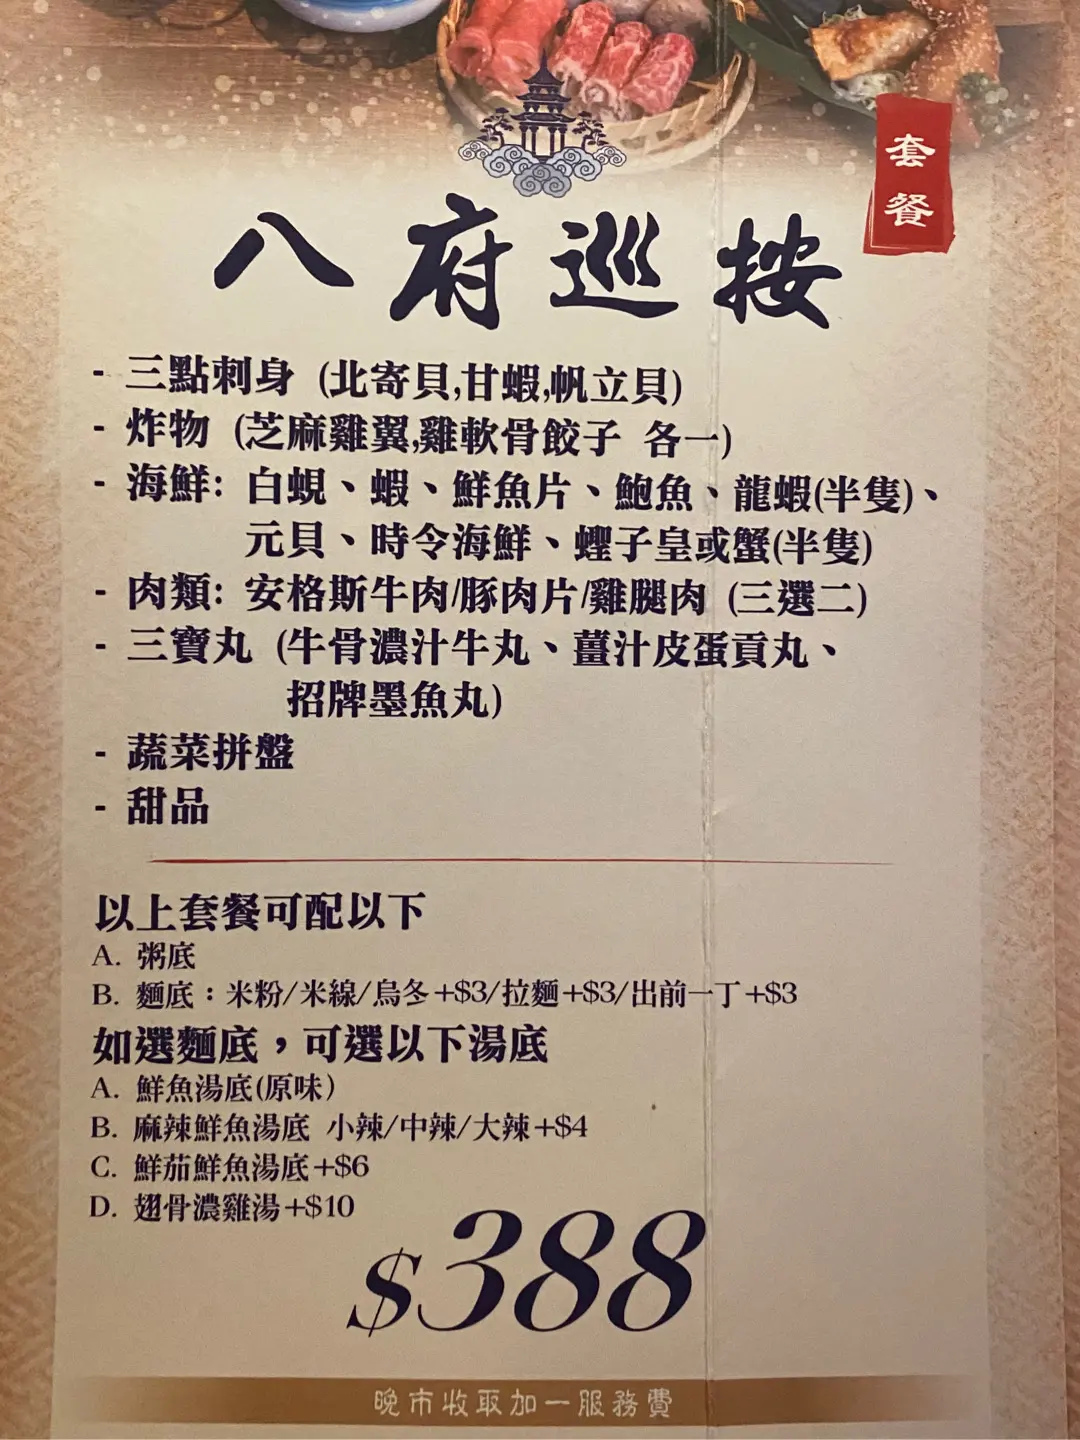 套餐
八府巡按
- 三點刺身 (北寄貝,甘蝦,帆立貝)
- 炸物 (芝麻雞翼,雞軟骨餃子 各一)
- 海鮮: 白蜆、蝦、鮮魚片、鮑魚、龍蝦(半隻)、
元貝、時令海鮮、蟶子皇或蟹(半隻)
- 肉類: 安格斯牛肉/豚肉片/雞腿肉 (三選二)
- 三寶丸 (牛骨濃汁牛丸、薑汁皮蛋貢丸、
招牌墨魚丸)
- 蔬菜拼盤
- 甜品
以上套餐可配以下
A. 粥底
B. 麵底：米粉/米線/烏冬+$3/拉麵+$3/出前一丁+$3
如選麵底，可選以下湯底
A. 鮮魚湯底(原味)
B. 麻辣鮮魚湯底 小辣/中辣/大辣+$4
C. 鮮茄鮮魚湯底+$6
D. 翅骨濃雞湯+$10
$388
晚市收取加一服務費